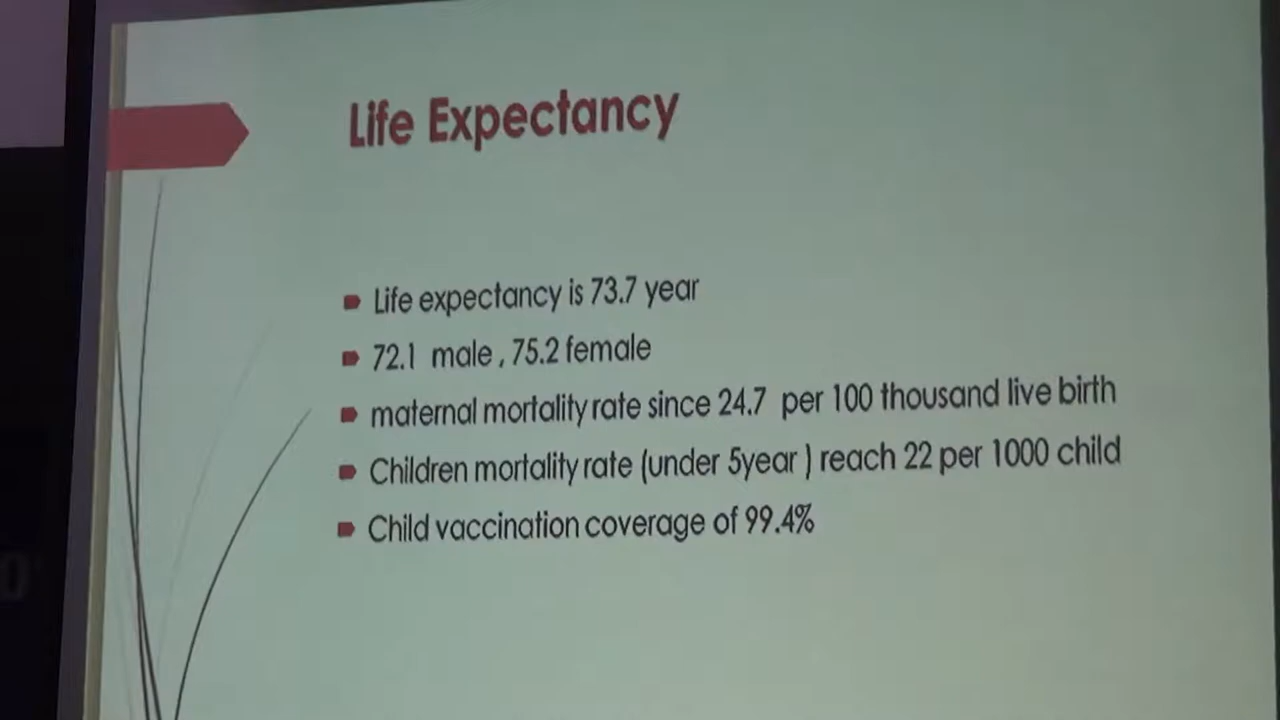 Life Expectancy
Life expectancy is 73.7 year
72.1 male , 75.2 female
maternal mortality rate since 24.7 per 100 thousand live birth
Children mortality rate (under 5year ) reach 22 per 1000 child
Child vaccination coverage of 99.4%